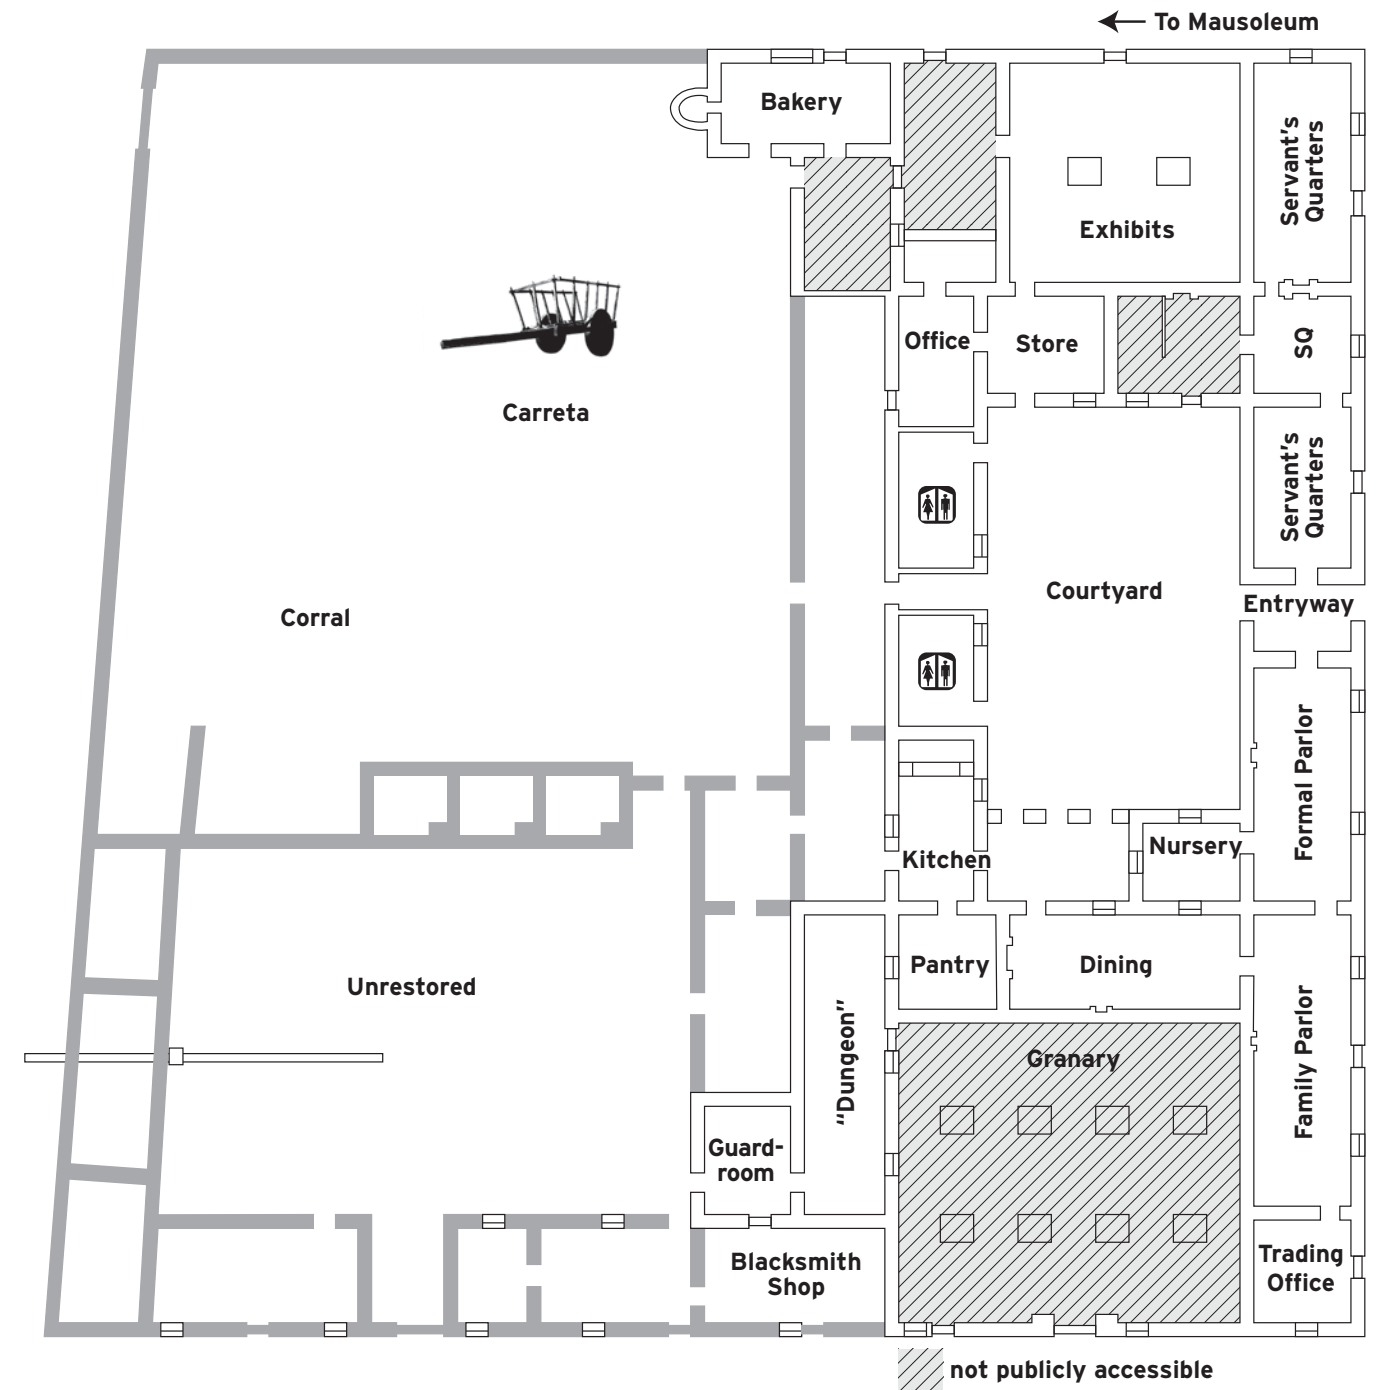 To Mausoleum
Bakery
Servant's
Quarters
Exhibits
Office
Store
SQ
Carreta
Servant's
Quarters
Courtyard
Entryway
Corral
Formal Parlor
Nursery
Kitchen
Pantry
Dining
Unrestored
"Dungeon"
Granary
Family Parlor
Guard-
room
Blacksmith
Shop
Trading
Office
not publicly accessible